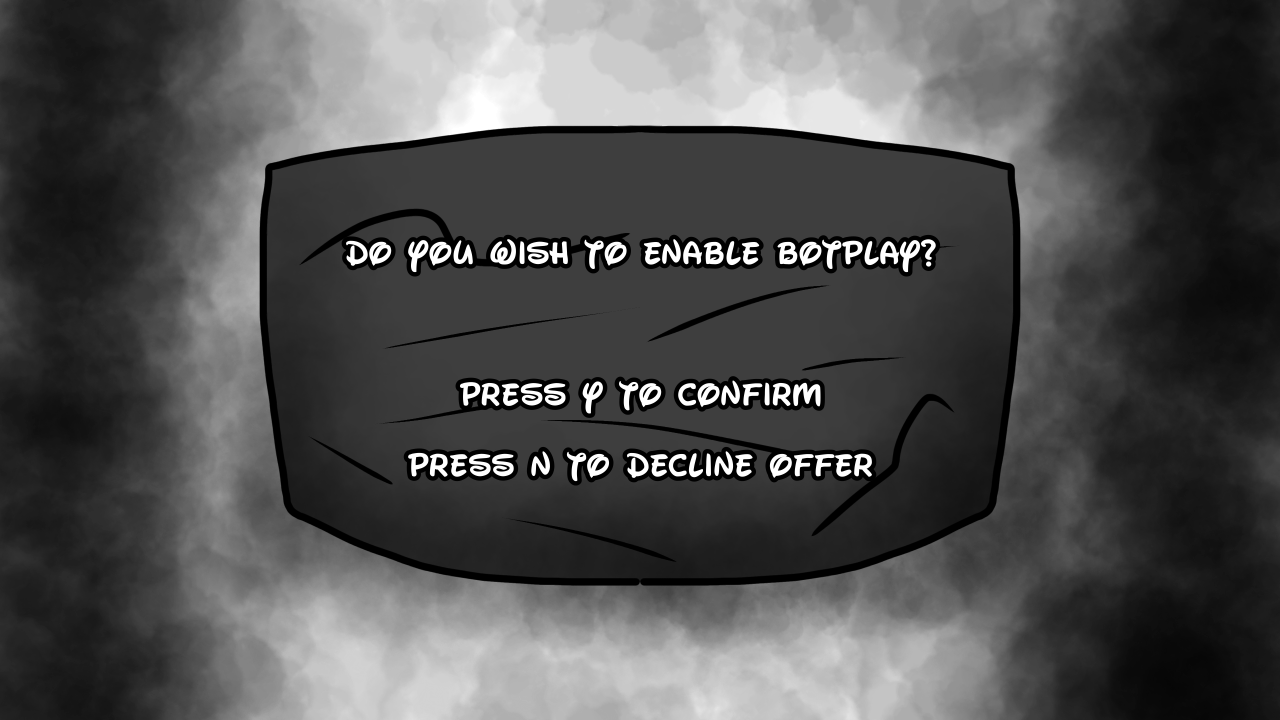 DO YOU WISH TO ENABLE BOTPLAY?
PRESS Y TO CONFIRM
PRESS N TO DECLINE OFFER